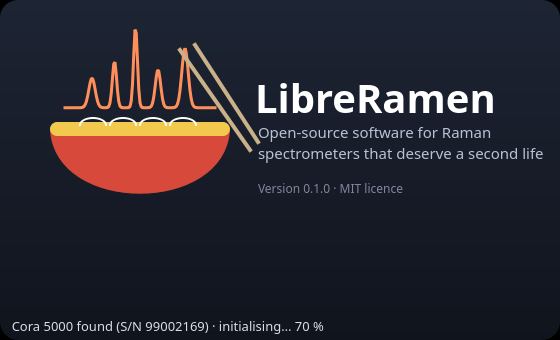 LibreRamen
Open-source software for Raman
spectrometers that deserve a second life
Version 0.1.0 · MIT licence
Cora 5000 found (S/N 99002169) · initialising... 70 %